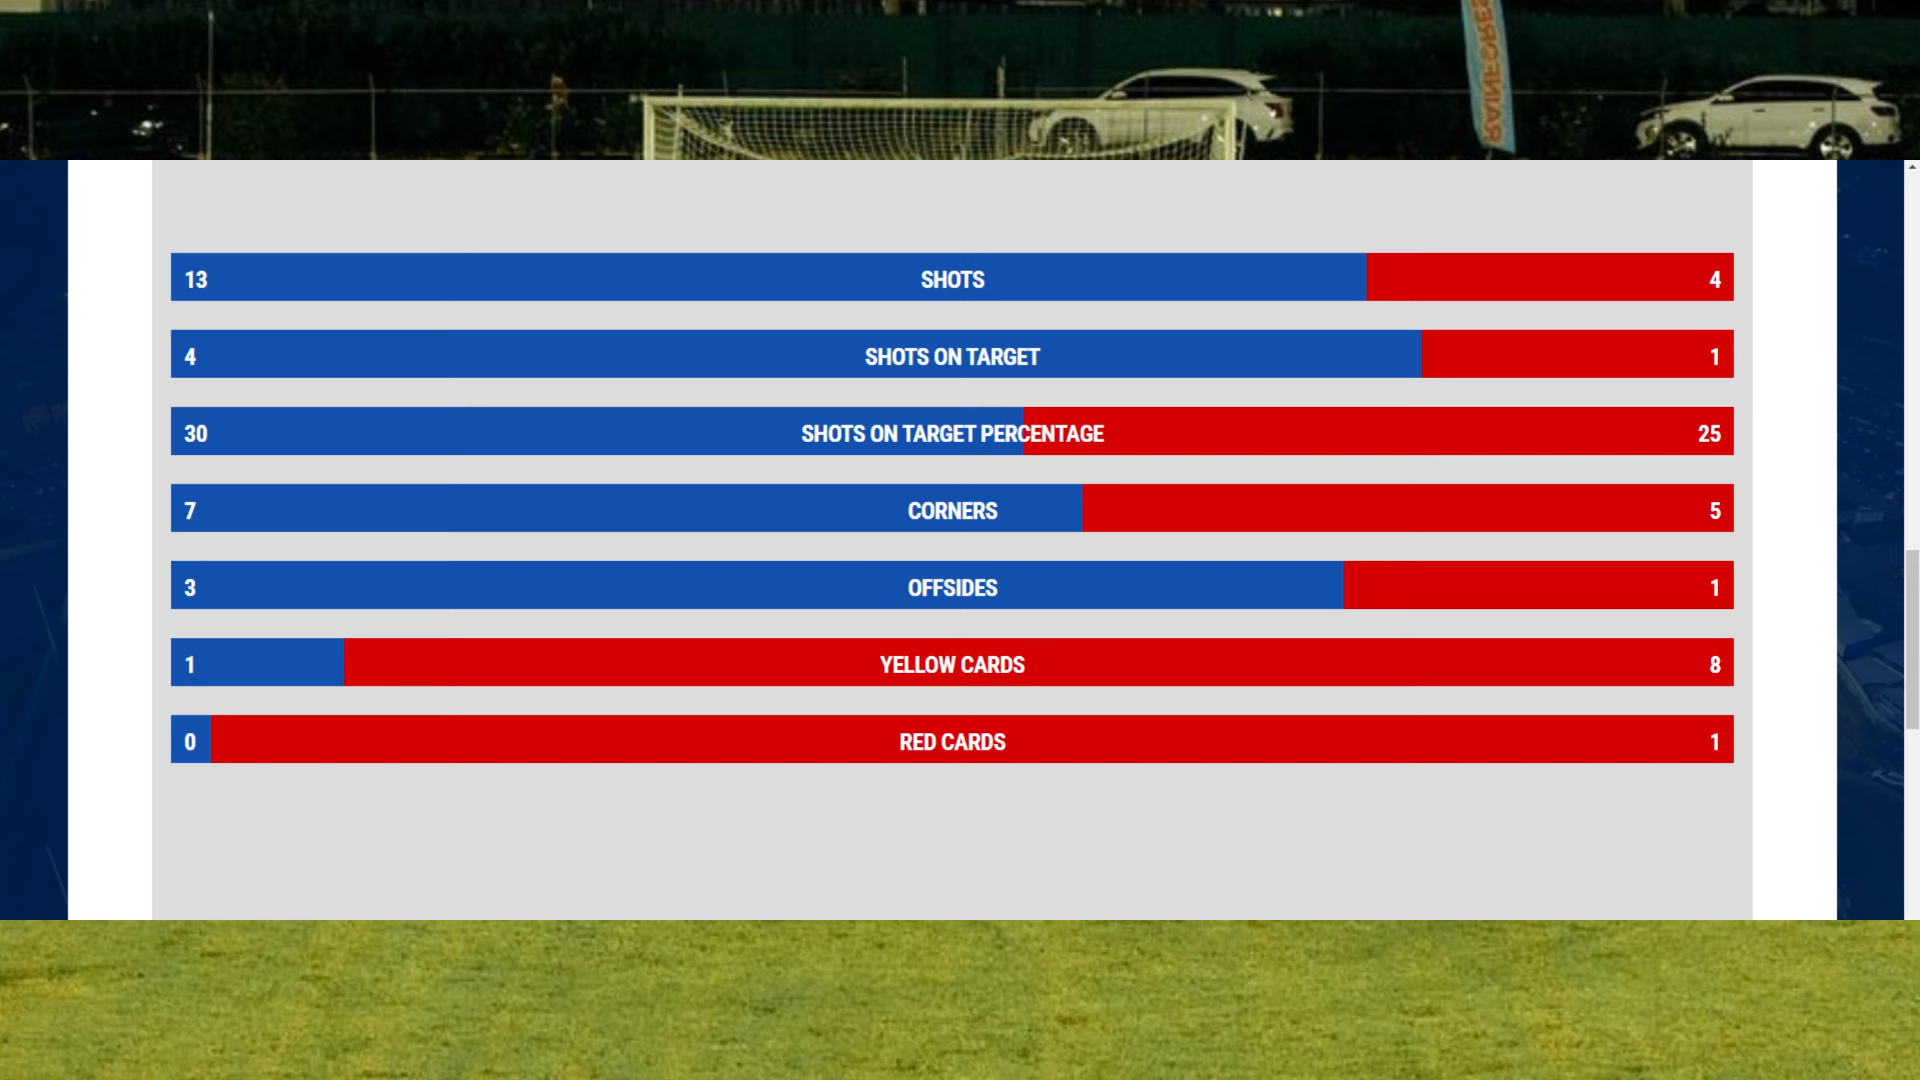 RAINFORES
13 SHOTS 4
4 SHOTS ON TARGET 1
30 SHOTS ON TARGET PERCENTAGE 25
7 CORNERS 5
3 OFFSIDES 1
1 YELLOW CARDS 8
0 RED CARDS 1